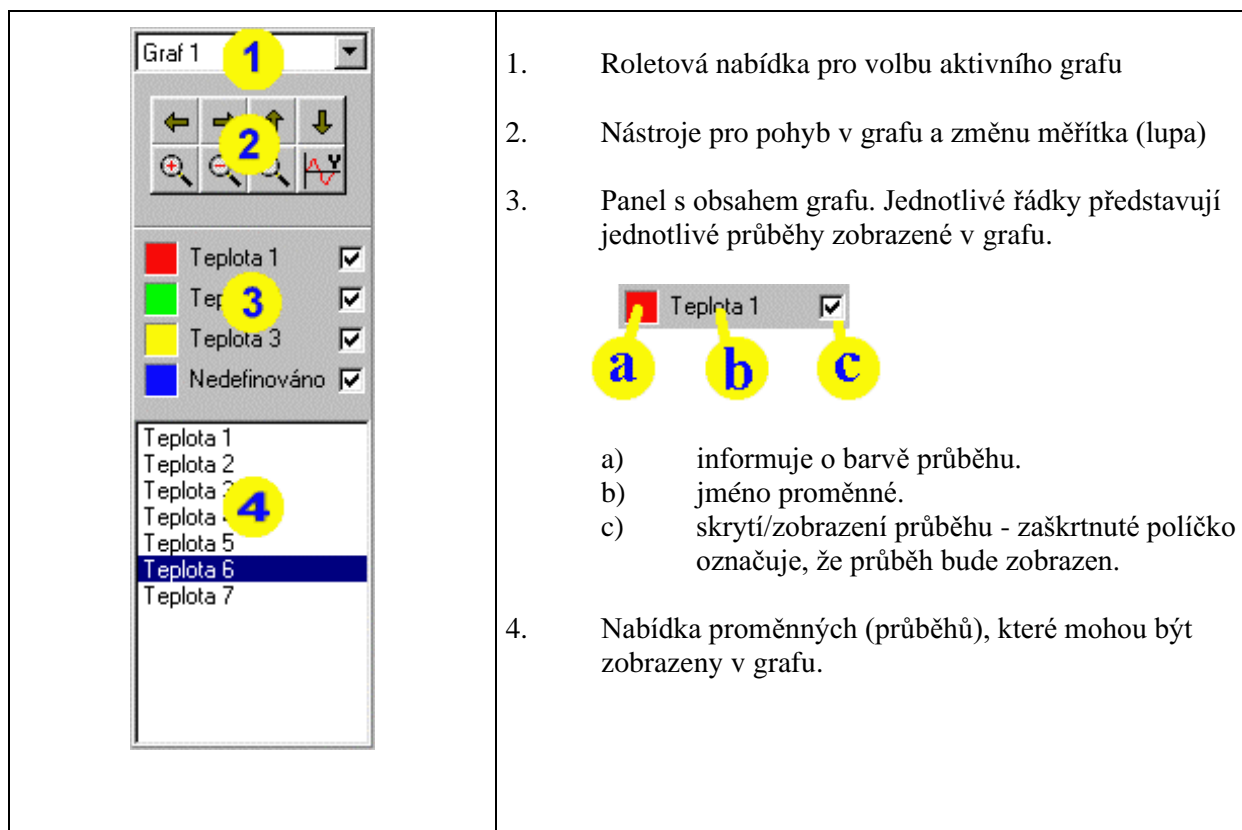 Graf 1
1
2
Y
Teplota 1
3
Teplota 3
Nedefinováno
Teplota 1
Teplota 2
Teplota
4
Teplota
Teplota 5
Teplota 6
Teplota 7
1. Roletová nabídka pro volbu aktivního grafu
2. Nástroje pro pohyb v grafu a změnu měřítka (lupa)
3. Panel s obsahem grafu. Jednotlivé řádky představují
jednotlivé průběhy zobrazené v grafu.
Teplota 1
a b c
a) informuje o barvě průběhu.
b) jméno proměnné.
c) skrytí/zobrazení průběhu - zaškrtnuté políčko
označuje, že průběh bude zobrazen.
4. Nabídka proměnných (průběhů), které mohou být
zobrazeny v grafu.